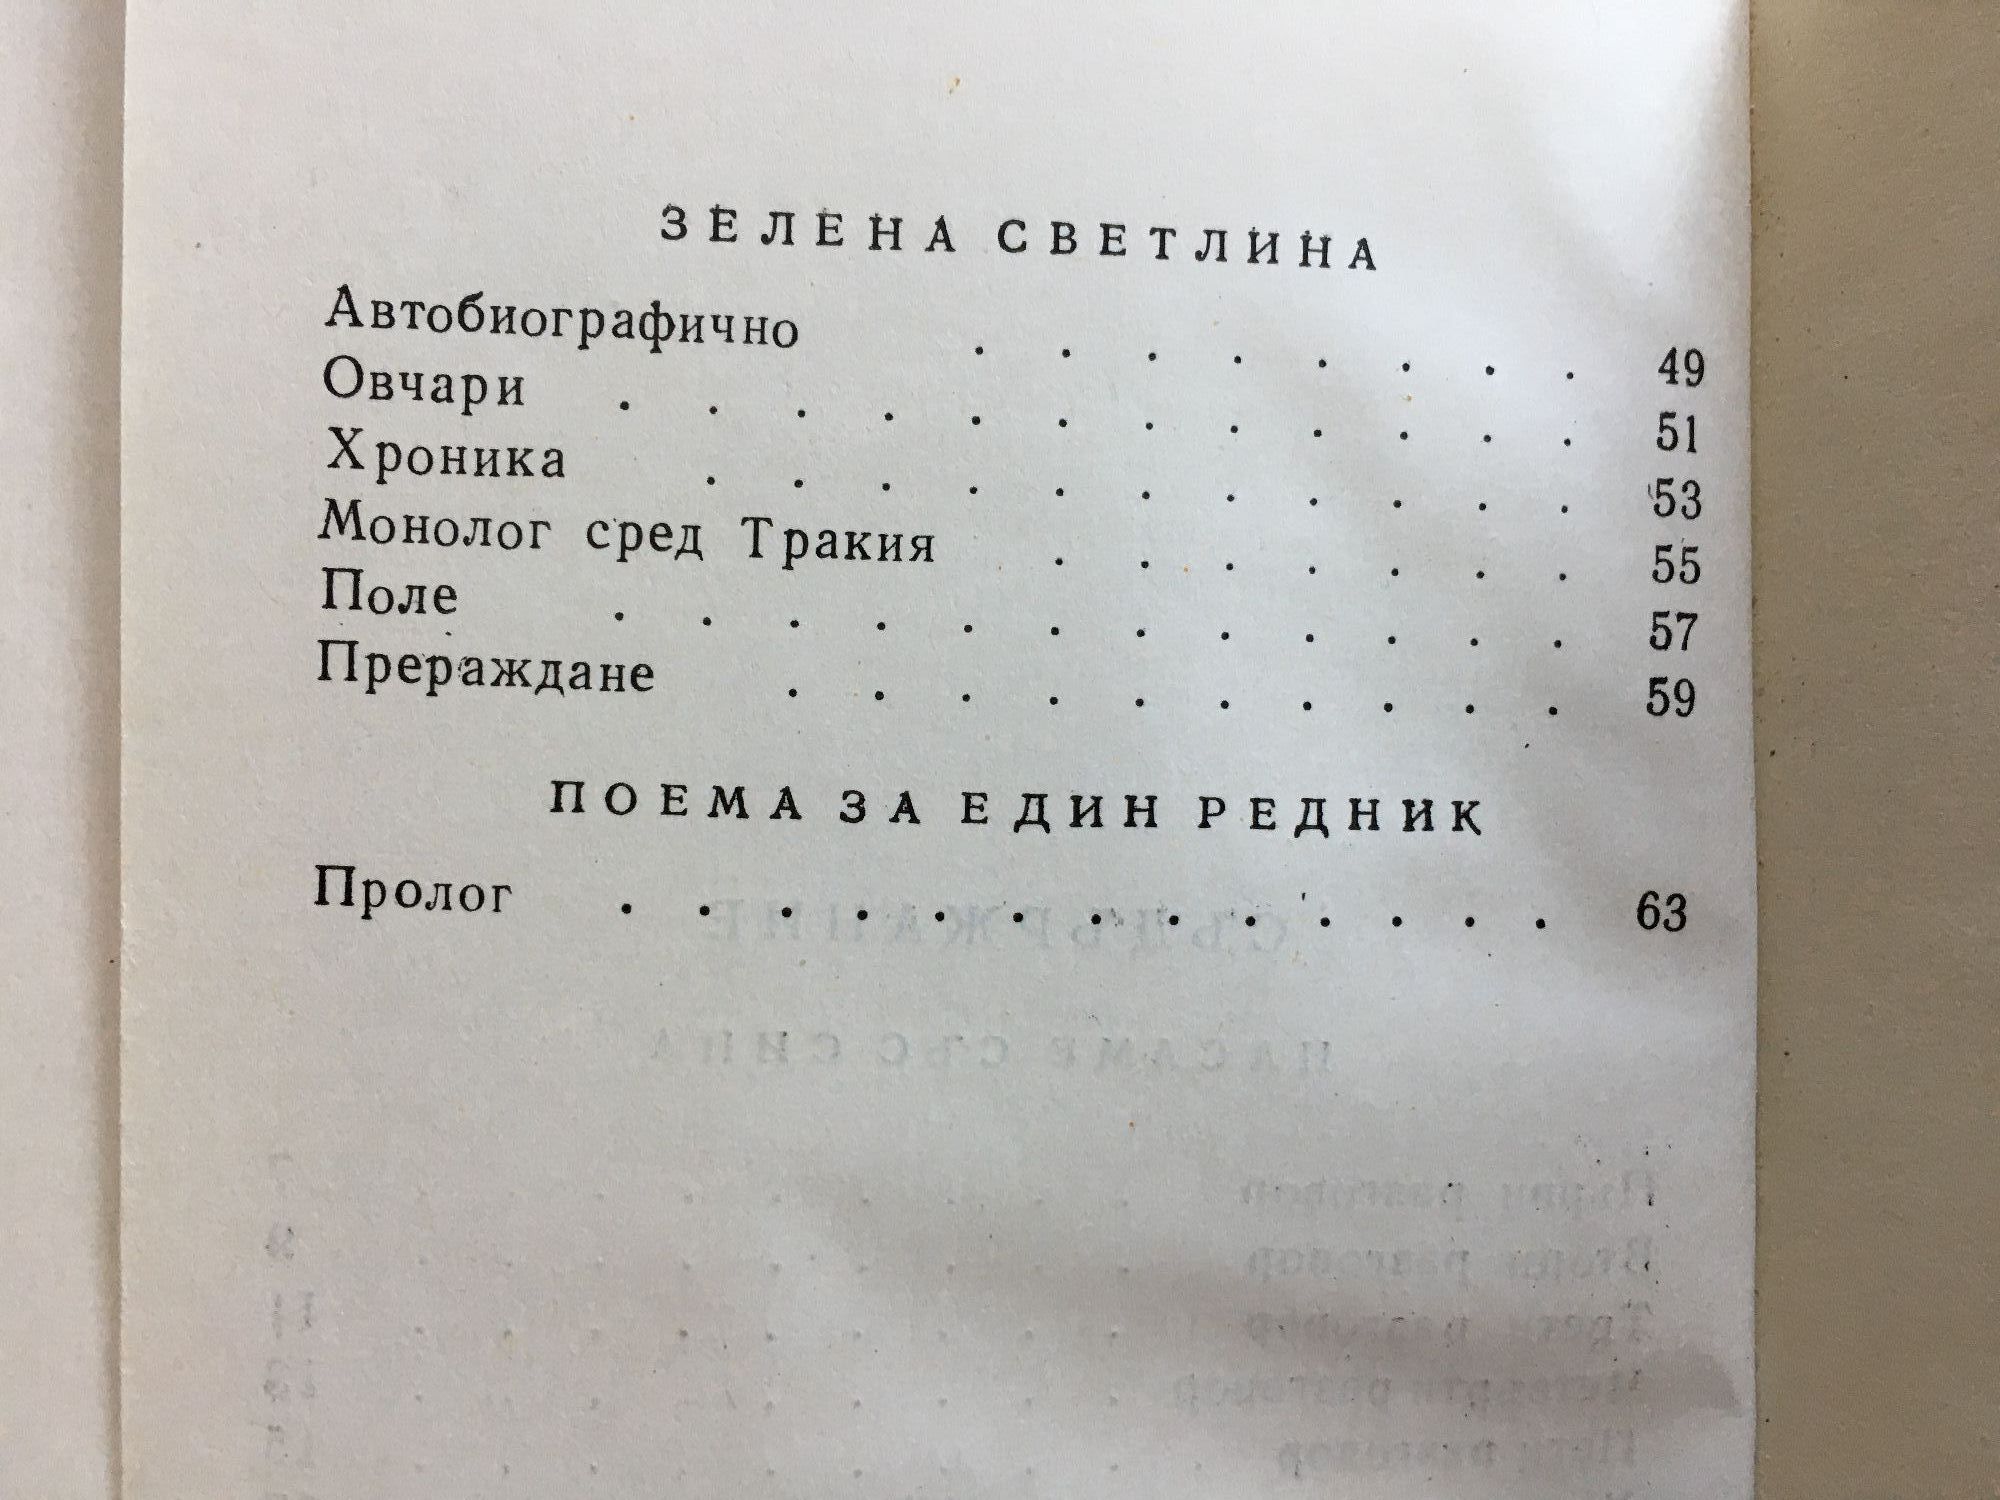 ЗЕЛЕНА СВЕТЛИНА
Автобиографично . . . . . . . . 49
Овчари . . . . . . . . . . . . 51
Хроника . . . . . . . . . . . 53
Монолог сред Тракия . . . . . . . 55
Поле . . . . . . . . . . . . 57
Прераждане . . . . . . . . . . 59
ПОЕМА ЗА ЕДИН РЕДНИК
Пролог . . . . . . . . . . . . . 63